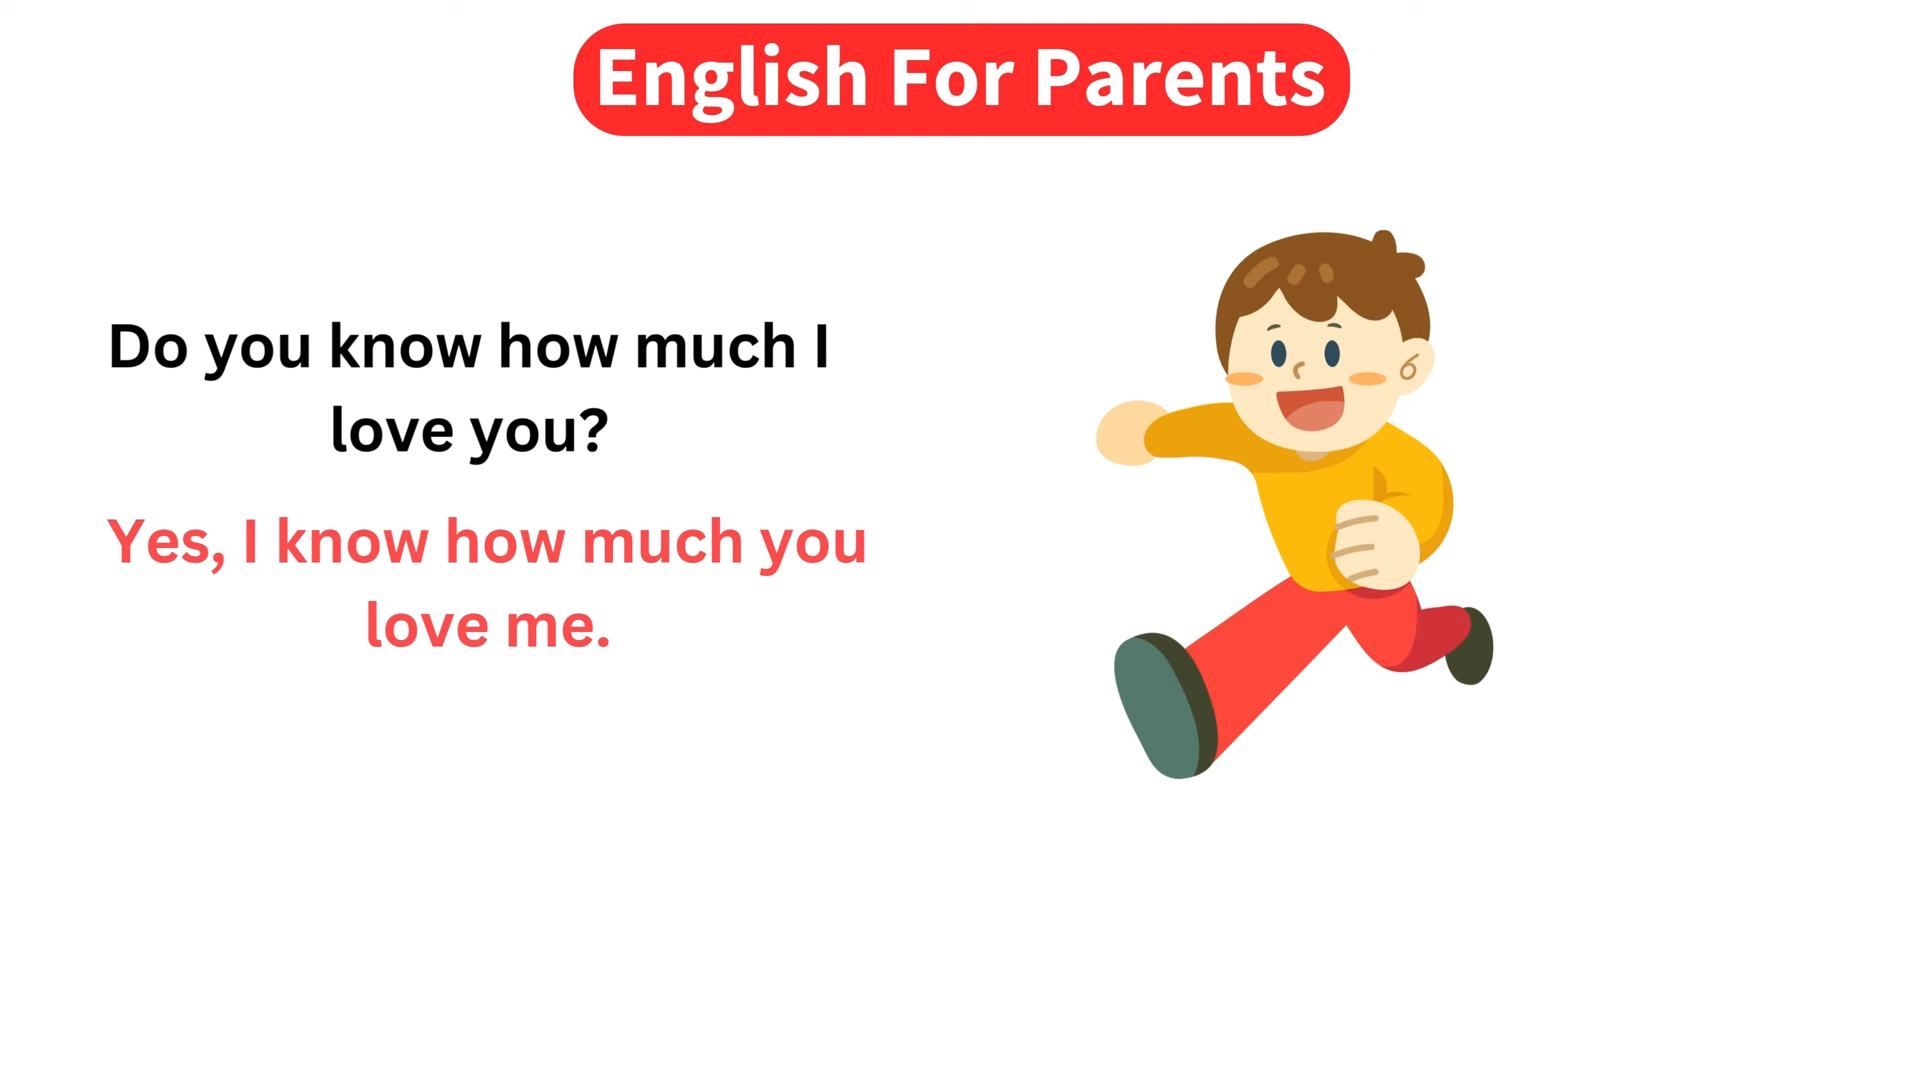 English For Parents
Do you know how much I
love you?
Yes, I know how much you
love me.